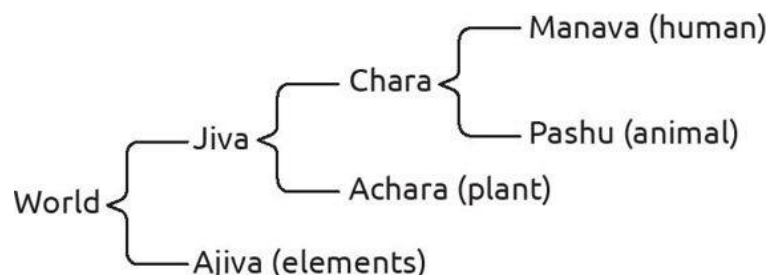 Manava (human)
Chara
Pashu (animal)
Jiva
Achara (plant)
World
Ajiva (elements)